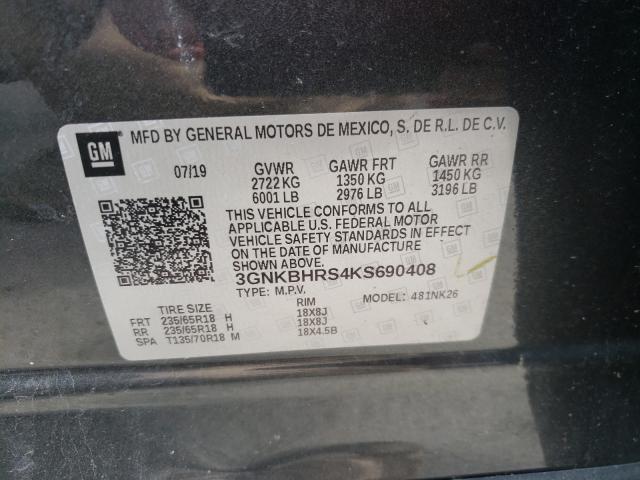 GM
MFD BY GENERAL MOTORS DE MEXICO, S. DE R.L. DE C.V.
07/19 GVWR GAWR FRT GAWR RR
2722 KG 1350 KG 1450 KG
6001 LB 2976 LB 3196 LB
THIS VEHICLE CONFORMS TO ALL
APPLICABLE U.S. FEDERAL MOTOR
VEHICLE SAFETY STANDARDS IN EFFECT
ON THE DATE OF MANUFACTURE
SHOWN ABOVE
3GNKBHRS4KS690408
TYPE: M.P.V. MODEL: 481NK26
TIRE SIZE RIM
FRT 235/65R18 H 18X8J
RR 235/65R18 H 18X8J
SPA T135/70R18 M 18X4.5B